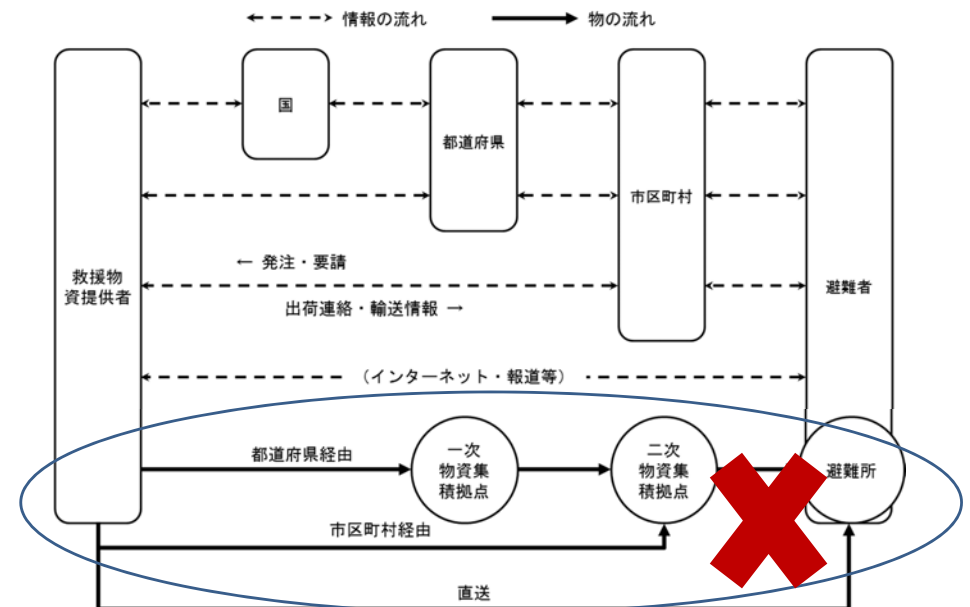 情報の流れ
物の流れ
国
都道府県
市区町村
救援物
資提供者
避難者
← 発注・要請
出荷連絡・輸送情報 →
（インターネット・報道等）
都道府県経由
一次
物資集
積拠点
二次
物資集
積拠点
避難所
市区町村経由
直送